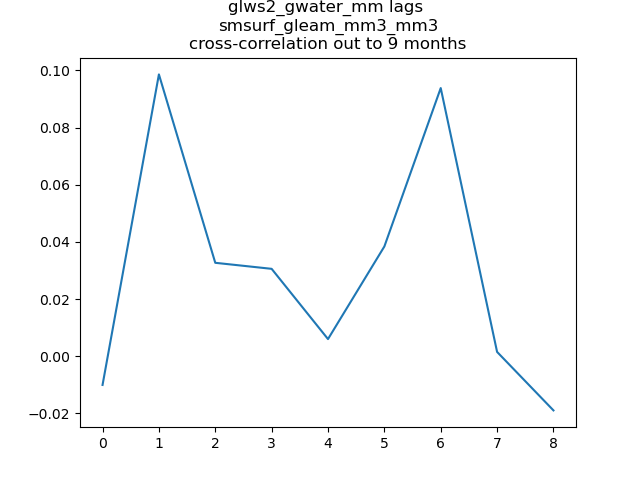 glws2_gwater_mm lags
smsurf_gleam_mm3_mm3
cross-correlation out to 9 months
0.10
0.08
0.06
0.04
0.02
0.00
−0.02
0 1 2 3 4 5 6 7 8